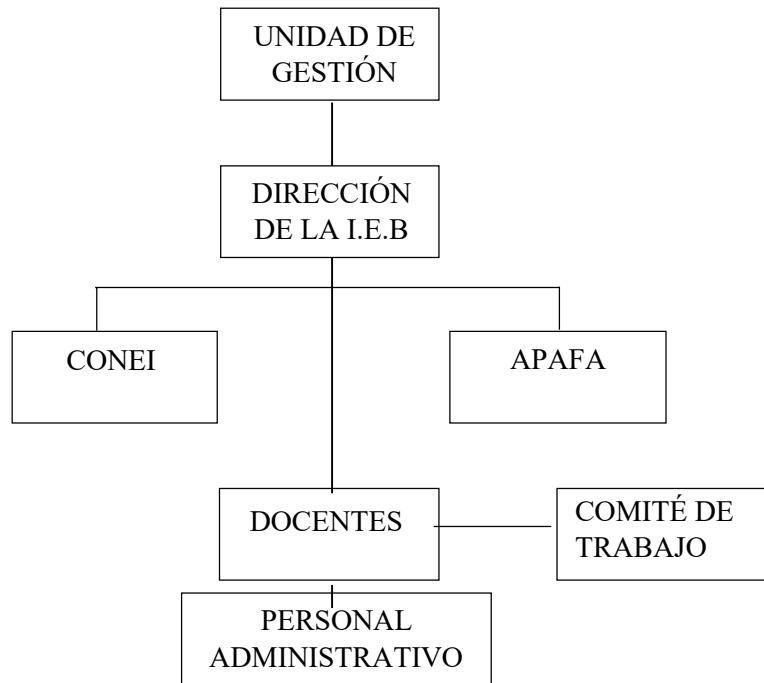 UNIDAD DE
GESTIÓN
DIRECCIÓN
DE LA I.E.B
CONEI
APAFA
DOCENTES
COMITÉ DE
TRABAJO
PERSONAL
ADMINISTRATIVO